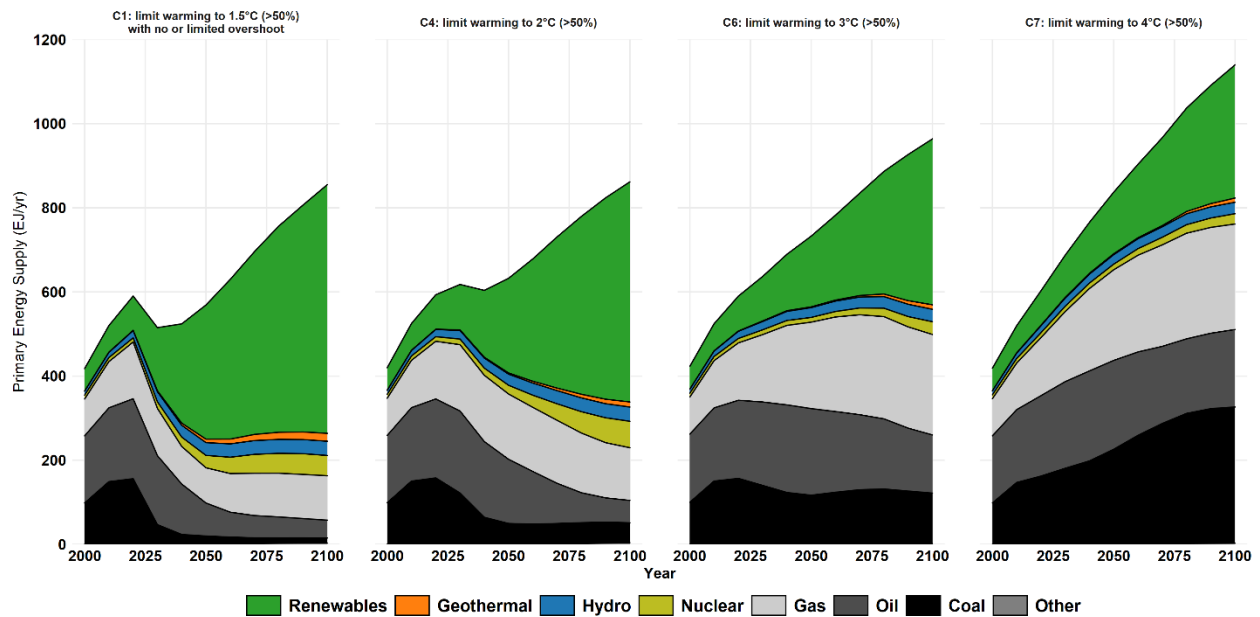 C1: limit warming to 1.5°C (>50%)
with no or limited overshoot
C4: limit warming to 2°C (>50%)
C6: limit warming to 3°C (>50%)
C7: limit warming to 4°C (>50%)
1200
1000
800
600
400
200
0
Primary Energy Supply (EJ/yr)
2000 2025 2050 2075 2100
2000 2025 2050 2075 2100
2000 2025 2050 2075 2100
2000 2025 2050 2075 2100
Year
Renewables Geothermal Hydro Nuclear Gas Oil Coal Other